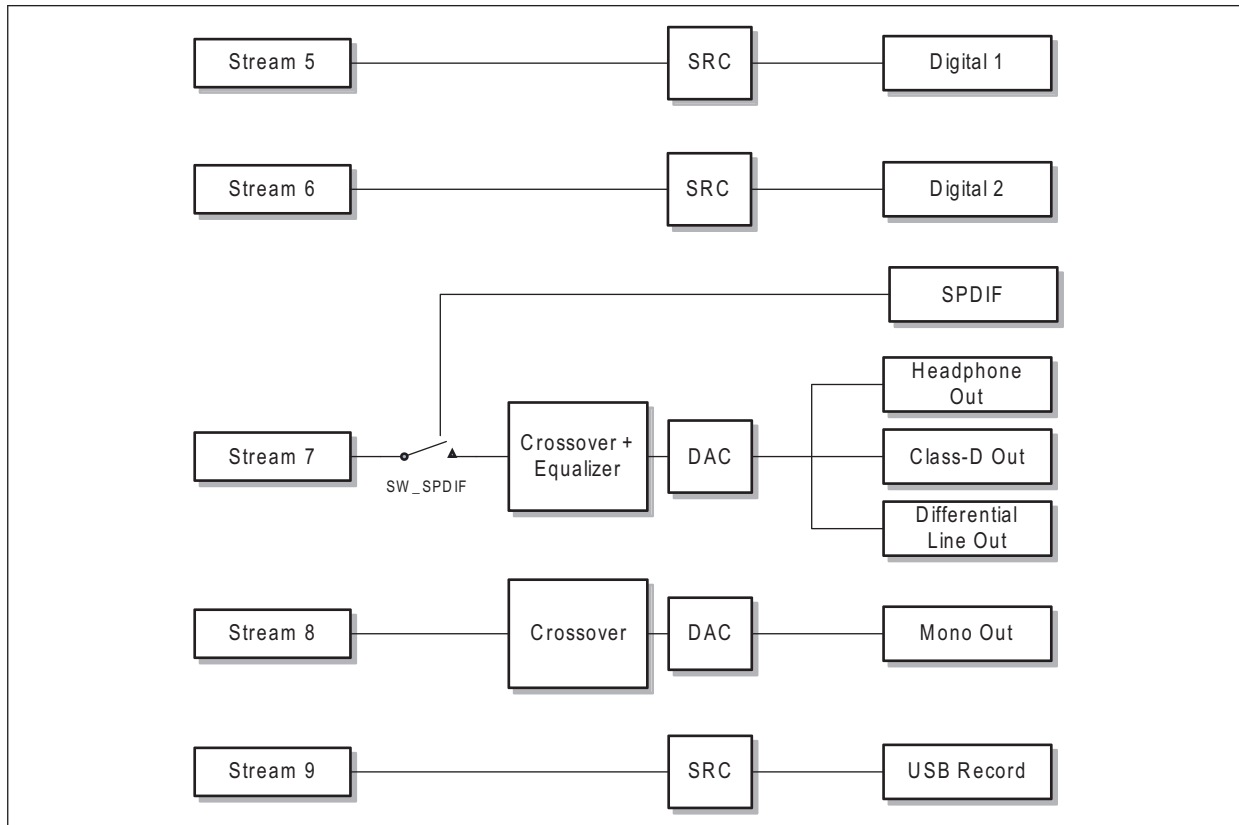 Stream 5
SRC
Digital 1
Stream 6
SRC
Digital 2
SPDIF
Headphone
Out
Stream 7
SW_SPDIF
Crossover +
Equalizer
DAC
Class-D Out
Differential
Line Out
Stream 8
Crossover
DAC
Mono Out
Stream 9
SRC
USB Record